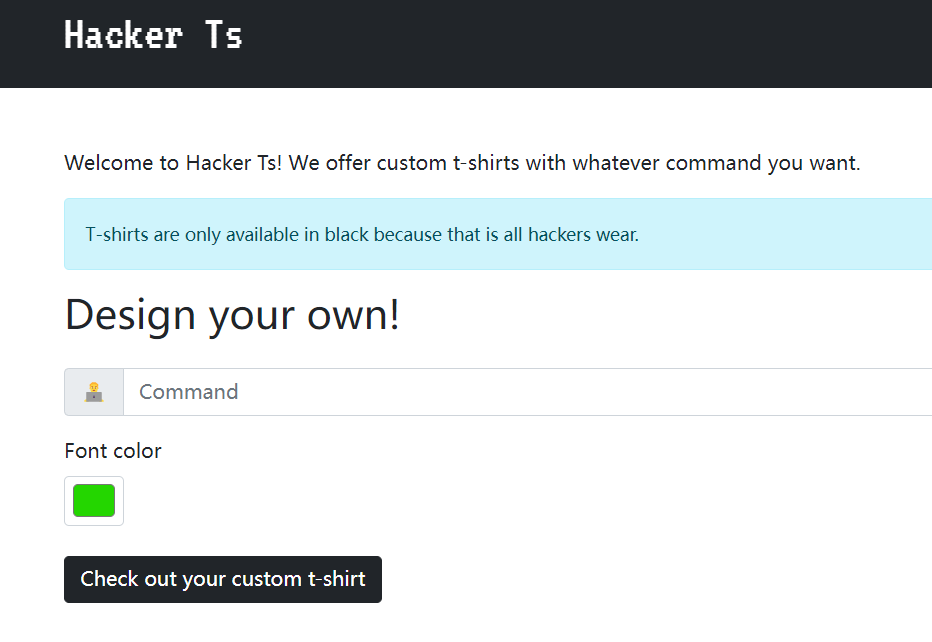 Hacker Ts
Welcome to Hacker Ts! We offer custom t-shirts with whatever command you want.
T-shirts are only available in black because that is all hackers wear.
Design your own!
Command
Font color
Check out your custom t-shirt